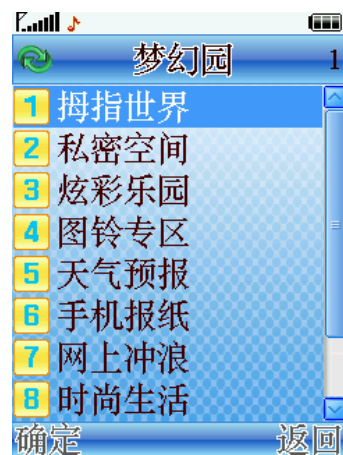 梦幻园 1
1 拇指世界
2 私密空间
3 炫彩乐园
4 图铃专区
5 天气预报
6 手机报纸
7 网上冲浪
8 时尚生活
确定 返回